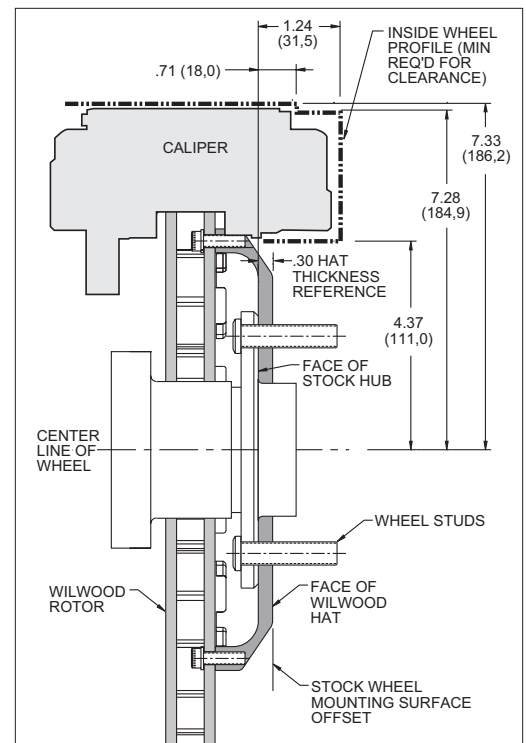 1.24
(31,5)
INSIDE WHEEL
PROFILE (MIN
REQ'D FOR
CLEARANCE)
.71 (18,0)
7.33
(186,2)
CALIPER
7.28
(184,9)
.30 HAT
THICKNESS
REFERENCE
4.37
(111,0)
FACE OF
STOCK HUB
CENTER
LINE OF
WHEEL
WHEEL STUDS
WILWOOD
ROTOR
FACE OF
WILWOOD
HAT
STOCK WHEEL
MOUNTING SURFACE
OFFSET